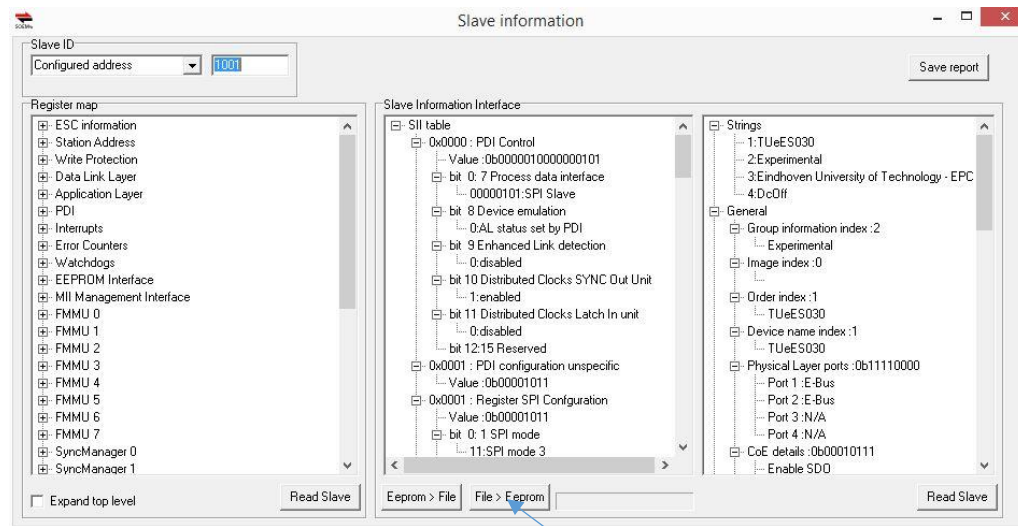 Slave information
Slave ID
Configured address
1001
Save report
Register map
ESC information
Station Address
Write Protection
Data Link Layer
Application Layer
PDI
Interrupts
Error Counters
Watchdogs
EEPROM Interface
MII Management Interface
FMMU 0
FMMU 1
FMMU 2
FMMU 3
FMMU 4
FMMU 5
FMMU 6
FMMU 7
SyncManager 0
SyncManager 1
Expand top level
Read Slave
Slave Information Interface
SII table
0x0000 : PDI Control
Value :0b0000010000000101
bit 0: 7 Process data interface
00000101:SPI Slave
bit 8 Device emulation
0:AL status set by PDI
bit 9 Enhanced Link detection
0:disabled
bit 10 Distributed Clocks SYNC Out Unit
1:enabled
bit 11 Distributed Clocks Latch In unit
0:disabled
bit 12:15 Reserved
0x0001 : PDI configuration unspecific
Value :0b00001011
0x0001 : Register SPI Confguration
Value :0b00001011
bit 0: 1 SPI mode
11:SPI mode 3
Eeprom > File
File > Eeprom
Strings
1:TUeES030
2:Experimental
3:Eindhoven University of Technology - EPC
4:DcOff
General
Group information index :2
Experimental
Image index :0
Order index :1
TUeES030
Device name index :1
TUeES030
Physical Layer ports :0b11110000
Port 1 :E-Bus
Port 2 :E-Bus
Port 3 :N/A
Port 4 :N/A
CoE details :0b00010111
Enable SDO
Read Slave